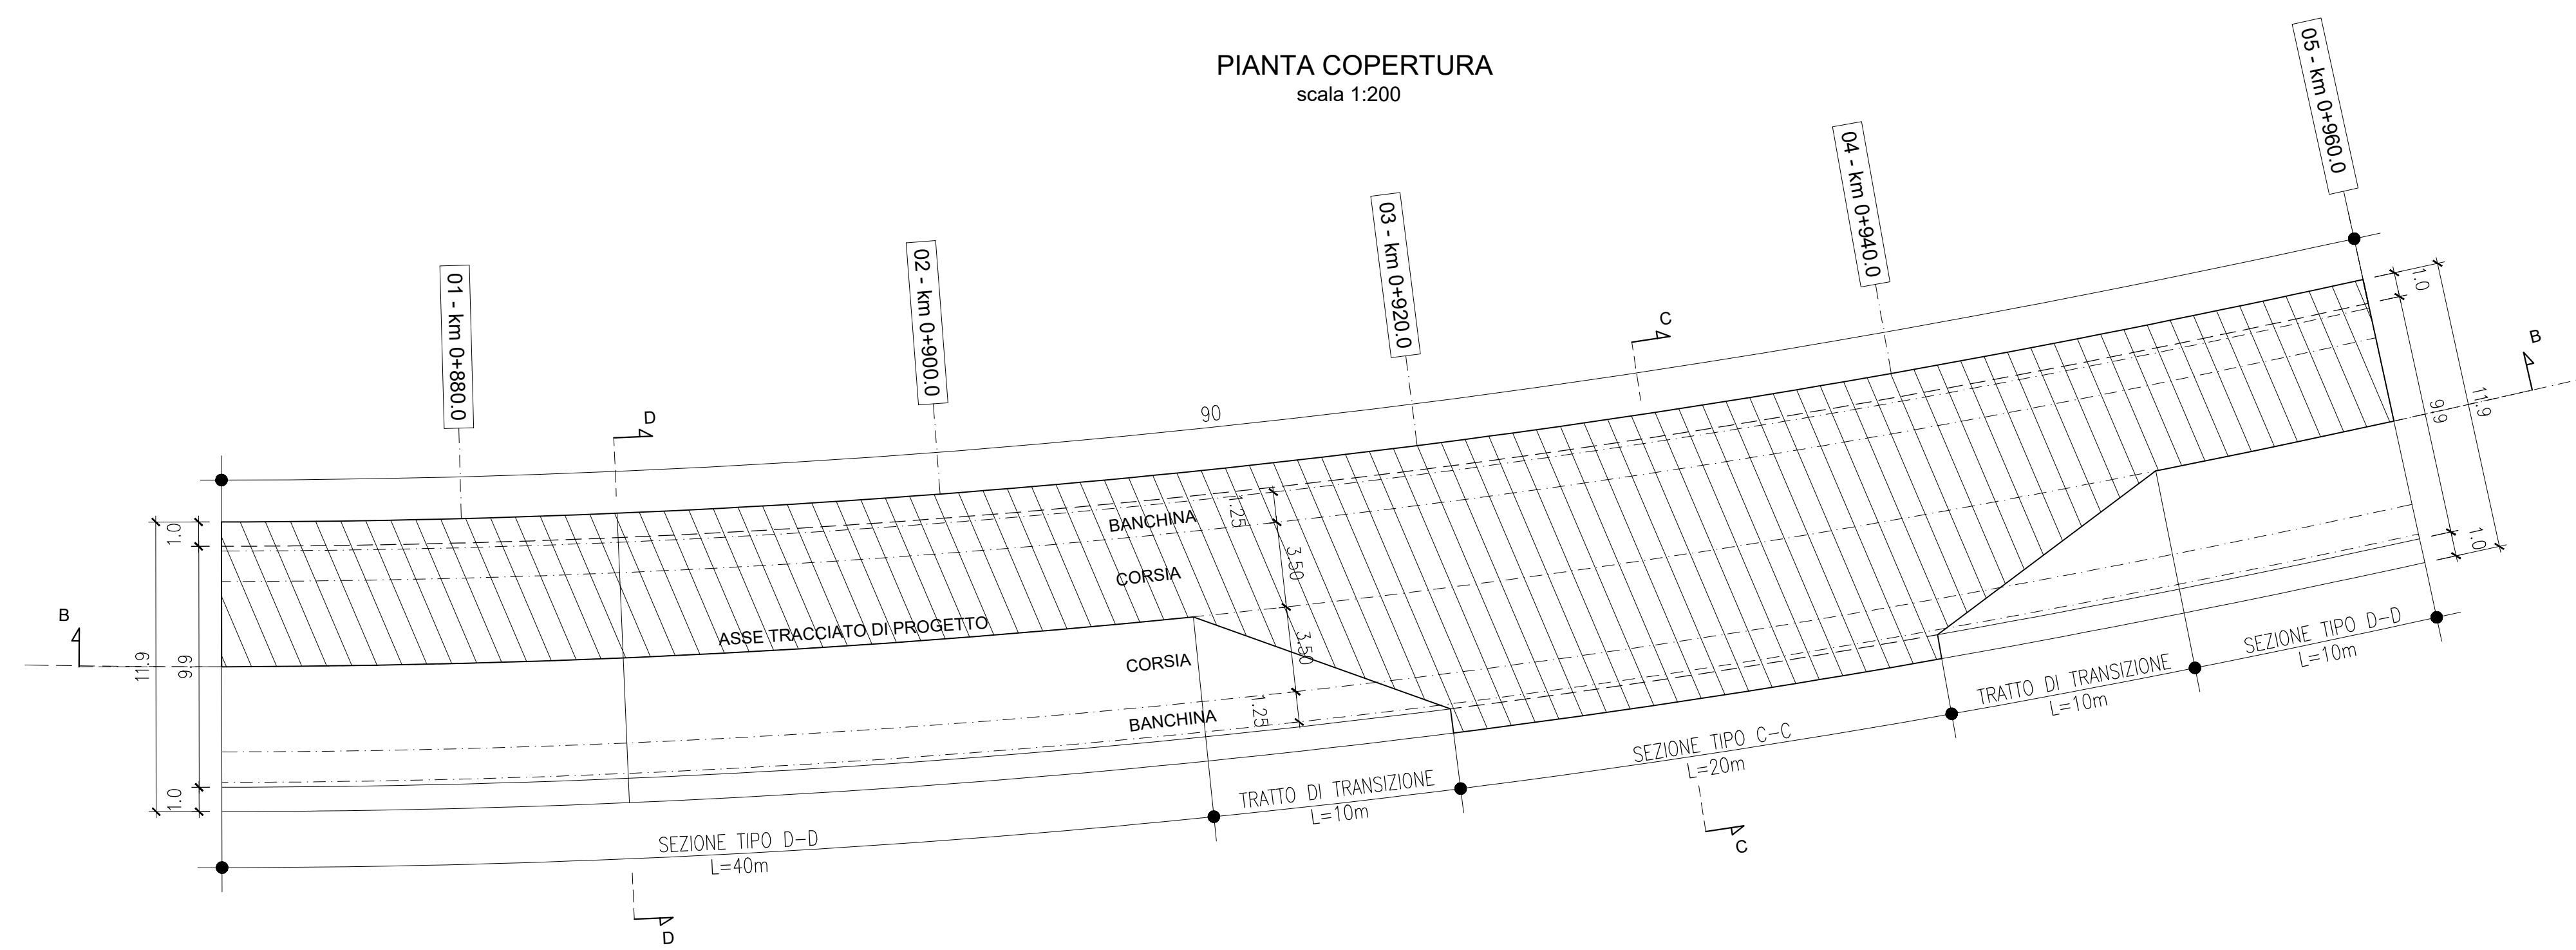 PIANTA COPERTURA
scala 1:200
01 - km 0+880.0
02 - km 0+900.0
03 - km 0+920.0
04 - km 0+940.0
05 - km 0+960.0
90
D
C
B
B
1.0
11.9
9.9
1.0
1.0
9.9
11.9
1.0
BANCHINA
1.25
CORSIA
3.50
ASSE TRACCIATO DI PROGETTO
CORSIA
3.50
BANCHINA
1.25
SEZIONE TIPO D-D
L=40m
TRATTO DI TRANSIZIONE
L=10m
SEZIONE TIPO C-C
L=20m
TRATTO DI TRANSIZIONE
L=10m
SEZIONE TIPO D-D
L=10m
C
D